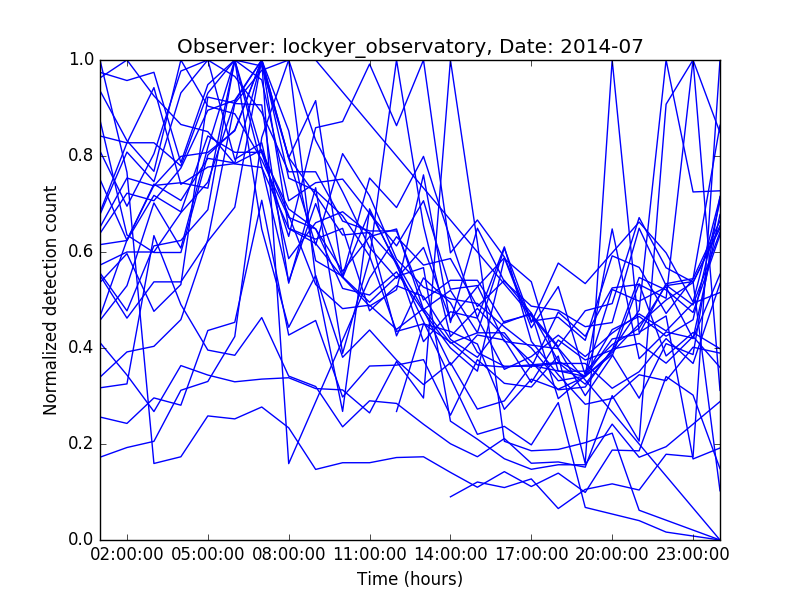 Observer: lockyer_observatory, Date: 2014-07
1.0
0.8
0.6
0.4
0.2
0.0
Normalized detection count
02:00:00 05:00:00 08:00:00 11:00:00 14:00:00 17:00:00 20:00:00 23:00:00
Time (hours)